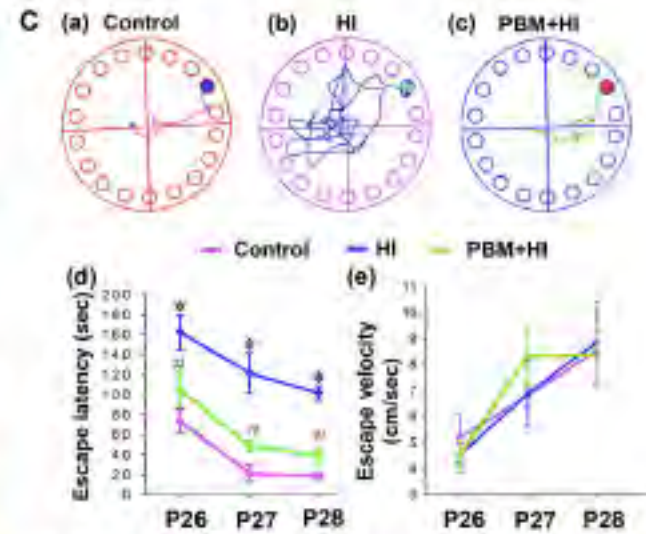 C (a) Control (b) HI (c) PBM+HI
Control HI PBM+HI
(d) (e)
Escape latency (sec)
200
180
160
140
120
100
80
60
40
20
0
P26 P27 P28
Escape velocity
(cm/sec)
11
10
9
8
7
6
5
4
3
P26 P27 P28